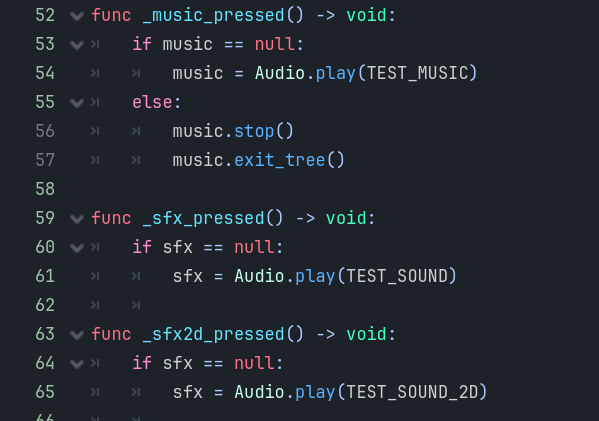 52 func _music_pressed() -> void:
53 if music == null:
54 music = Audio.play(TEST_MUSIC)
55 else:
56 music.stop()
57 music.exit_tree()
58
59 func _sfx_pressed() -> void:
60 if sfx == null:
61 sfx = Audio.play(TEST_SOUND)
62
63 func _sfx2d_pressed() -> void:
64 if sfx == null:
65 sfx = Audio.play(TEST_SOUND_2D)
66